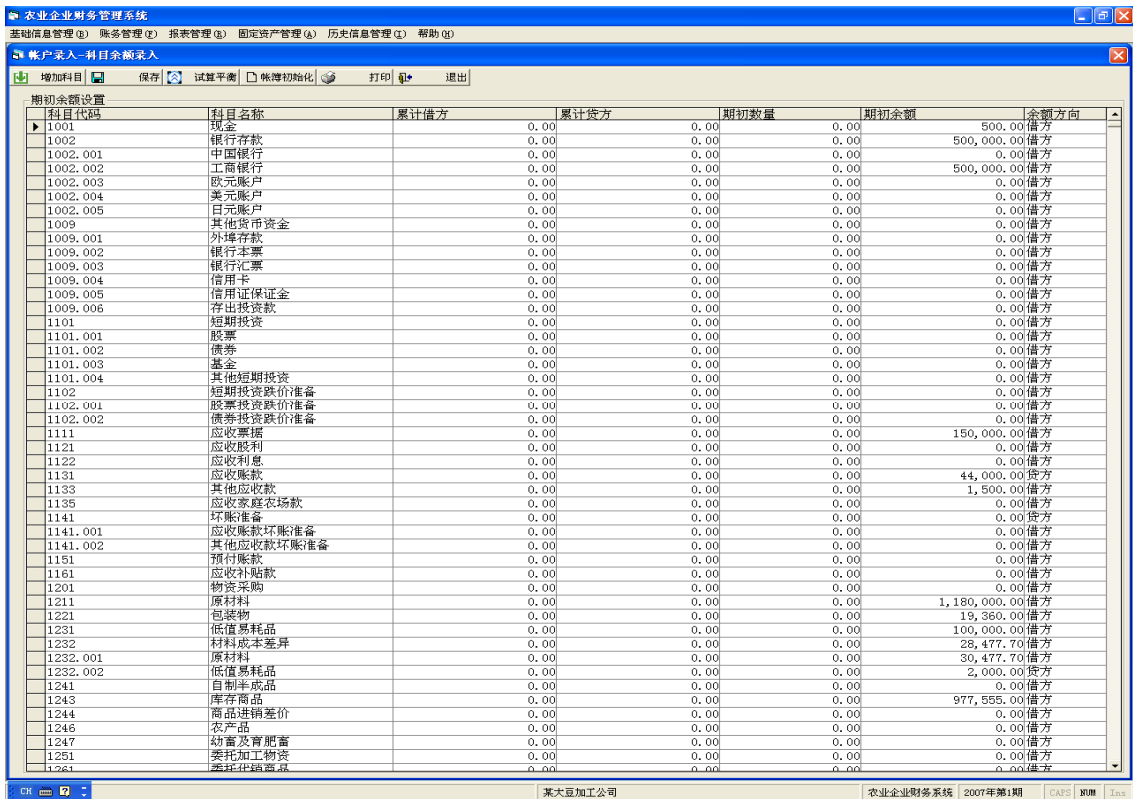 农业企业财务管理系统
基础信息管理(B) 账务管理(F) 报表管理(R) 固定资产管理(A) 历史信息管理(I) 帮助(H)
帐户录入-科目余额录入
增加科目 保存 试算平衡 帐簿初始化 打印 退出
期初余额设置
科目代码 科目名称 累计借方 累计贷方 期初数量 期初余额 余额方向
1001 现金 0.00 0.00 0.00 500.00 借方
1002 银行存款 0.00 0.00 0.00 500,000.00 借方
1002.001 中国银行 0.00 0.00 0.00 0.00 借方
1002.002 工商银行 0.00 0.00 0.00 500,000.00 借方
1002.003 欧元账户 0.00 0.00 0.00 0.00 借方
1002.004 美元账户 0.00 0.00 0.00 0.00 借方
1002.005 日元账户 0.00 0.00 0.00 0.00 借方
1009 其他货币资金 0.00 0.00 0.00 0.00 借方
1009.001 外埠存款 0.00 0.00 0.00 0.00 借方
1009.002 银行本票 0.00 0.00 0.00 0.00 借方
1009.003 银行汇票 0.00 0.00 0.00 0.00 借方
1009.004 信用卡 0.00 0.00 0.00 0.00 借方
1009.005 信用证保证金 0.00 0.00 0.00 0.00 借方
1009.006 存出投资款 0.00 0.00 0.00 0.00 借方
1101 短期投资 0.00 0.00 0.00 0.00 借方
1101.001 股票 0.00 0.00 0.00 0.00 借方
1101.002 债券 0.00 0.00 0.00 0.00 借方
1101.003 基金 0.00 0.00 0.00 0.00 借方
1101.004 其他短期投资 0.00 0.00 0.00 0.00 借方
1102 短期投资跌价准备 0.00 0.00 0.00 0.00 借方
1102.001 股票投资跌价准备 0.00 0.00 0.00 0.00 借方
1102.002 债券投资跌价准备 0.00 0.00 0.00 0.00 借方
1111 应收票据 0.00 0.00 0.00 150,000.00 借方
1121 应收股利 0.00 0.00 0.00 0.00 借方
1122 应收利息 0.00 0.00 0.00 0.00 借方
1131 应收账款 0.00 0.00 0.00 44,000.00 贷方
1133 其他应收款 0.00 0.00 0.00 1,500.00 借方
1135 应收家庭农场款 0.00 0.00 0.00 0.00 借方
1141 坏账准备 0.00 0.00 0.00 0.00 贷方
1141.001 应收账款坏账准备 0.00 0.00 0.00 0.00 借方
1141.002 其他应收款坏账准备 0.00 0.00 0.00 0.00 借方
1151 预付账款 0.00 0.00 0.00 0.00 借方
1161 应收补贴款 0.00 0.00 0.00 0.00 借方
1201 物资采购 0.00 0.00 0.00 0.00 借方
1211 原材料 0.00 0.00 0.00 1,180,000.00 借方
1221 包装物 0.00 0.00 0.00 19,360.00 借方
1231 低值易耗品 0.00 0.00 0.00 100,000.00 借方
1232 材料成本差异 0.00 0.00 0.00 28,477.70 借方
1232.001 原材料 0.00 0.00 0.00 30,477.70 借方
1232.002 低值易耗品 0.00 0.00 0.00 2,000.00 贷方
1241 自制半成品 0.00 0.00 0.00 0.00 借方
1243 库存商品 0.00 0.00 0.00 977,555.00 借方
1244 商品进销差价 0.00 0.00 0.00 0.00 借方
1246 农产品 0.00 0.00 0.00 0.00 借方
1247 幼畜及育肥畜 0.00 0.00 0.00 0.00 借方
1251 委托加工物资 0.00 0.00 0.00 0.00 借方
1261 委托代销商品 0.00 0.00 0.00 0.00 借方
CH 某大豆加工公司 农业企业财务系统 2007年第1期 CAPS NUM Ins